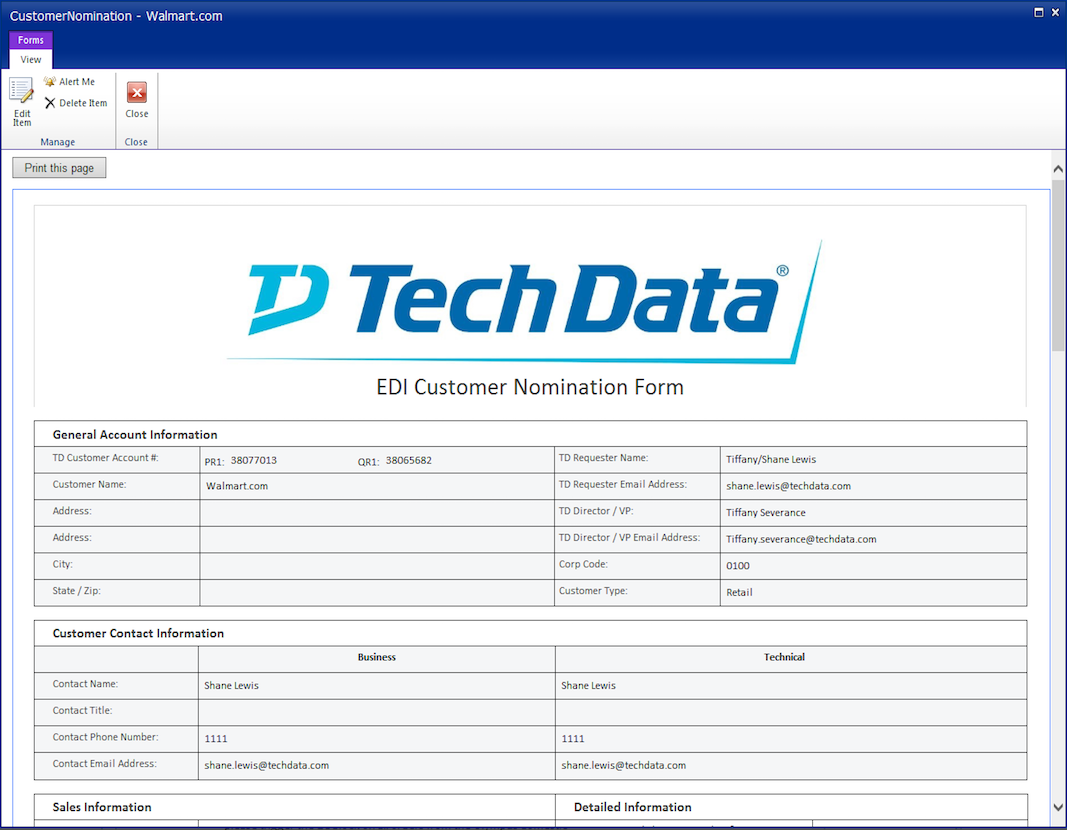 CustomerNomination - Walmart.com
Forms
View
Edit Item
Alert Me
Delete Item
Manage
Close
Close
Print this page
TD Tech Data®
EDI Customer Nomination Form
General Account Information
TD Customer Account #: PR1: 38077013 QR1: 38065682 TD Requester Name: Tiffany/Shane Lewis
Customer Name: Walmart.com TD Requester Email Address: shane.lewis@techdata.com
Address: TD Director / VP: Tiffany Severance
Address: TD Director / VP Email Address: Tiffany.severance@techdata.com
City: Corp Code: 0100
State / Zip: Customer Type: Retail
Customer Contact Information
Business Technical
Contact Name: Shane Lewis Shane Lewis
Contact Title:
Contact Phone Number: 1111 1111
Contact Email Address: shane.lewis@techdata.com shane.lewis@techdata.com
Sales Information Detailed Information